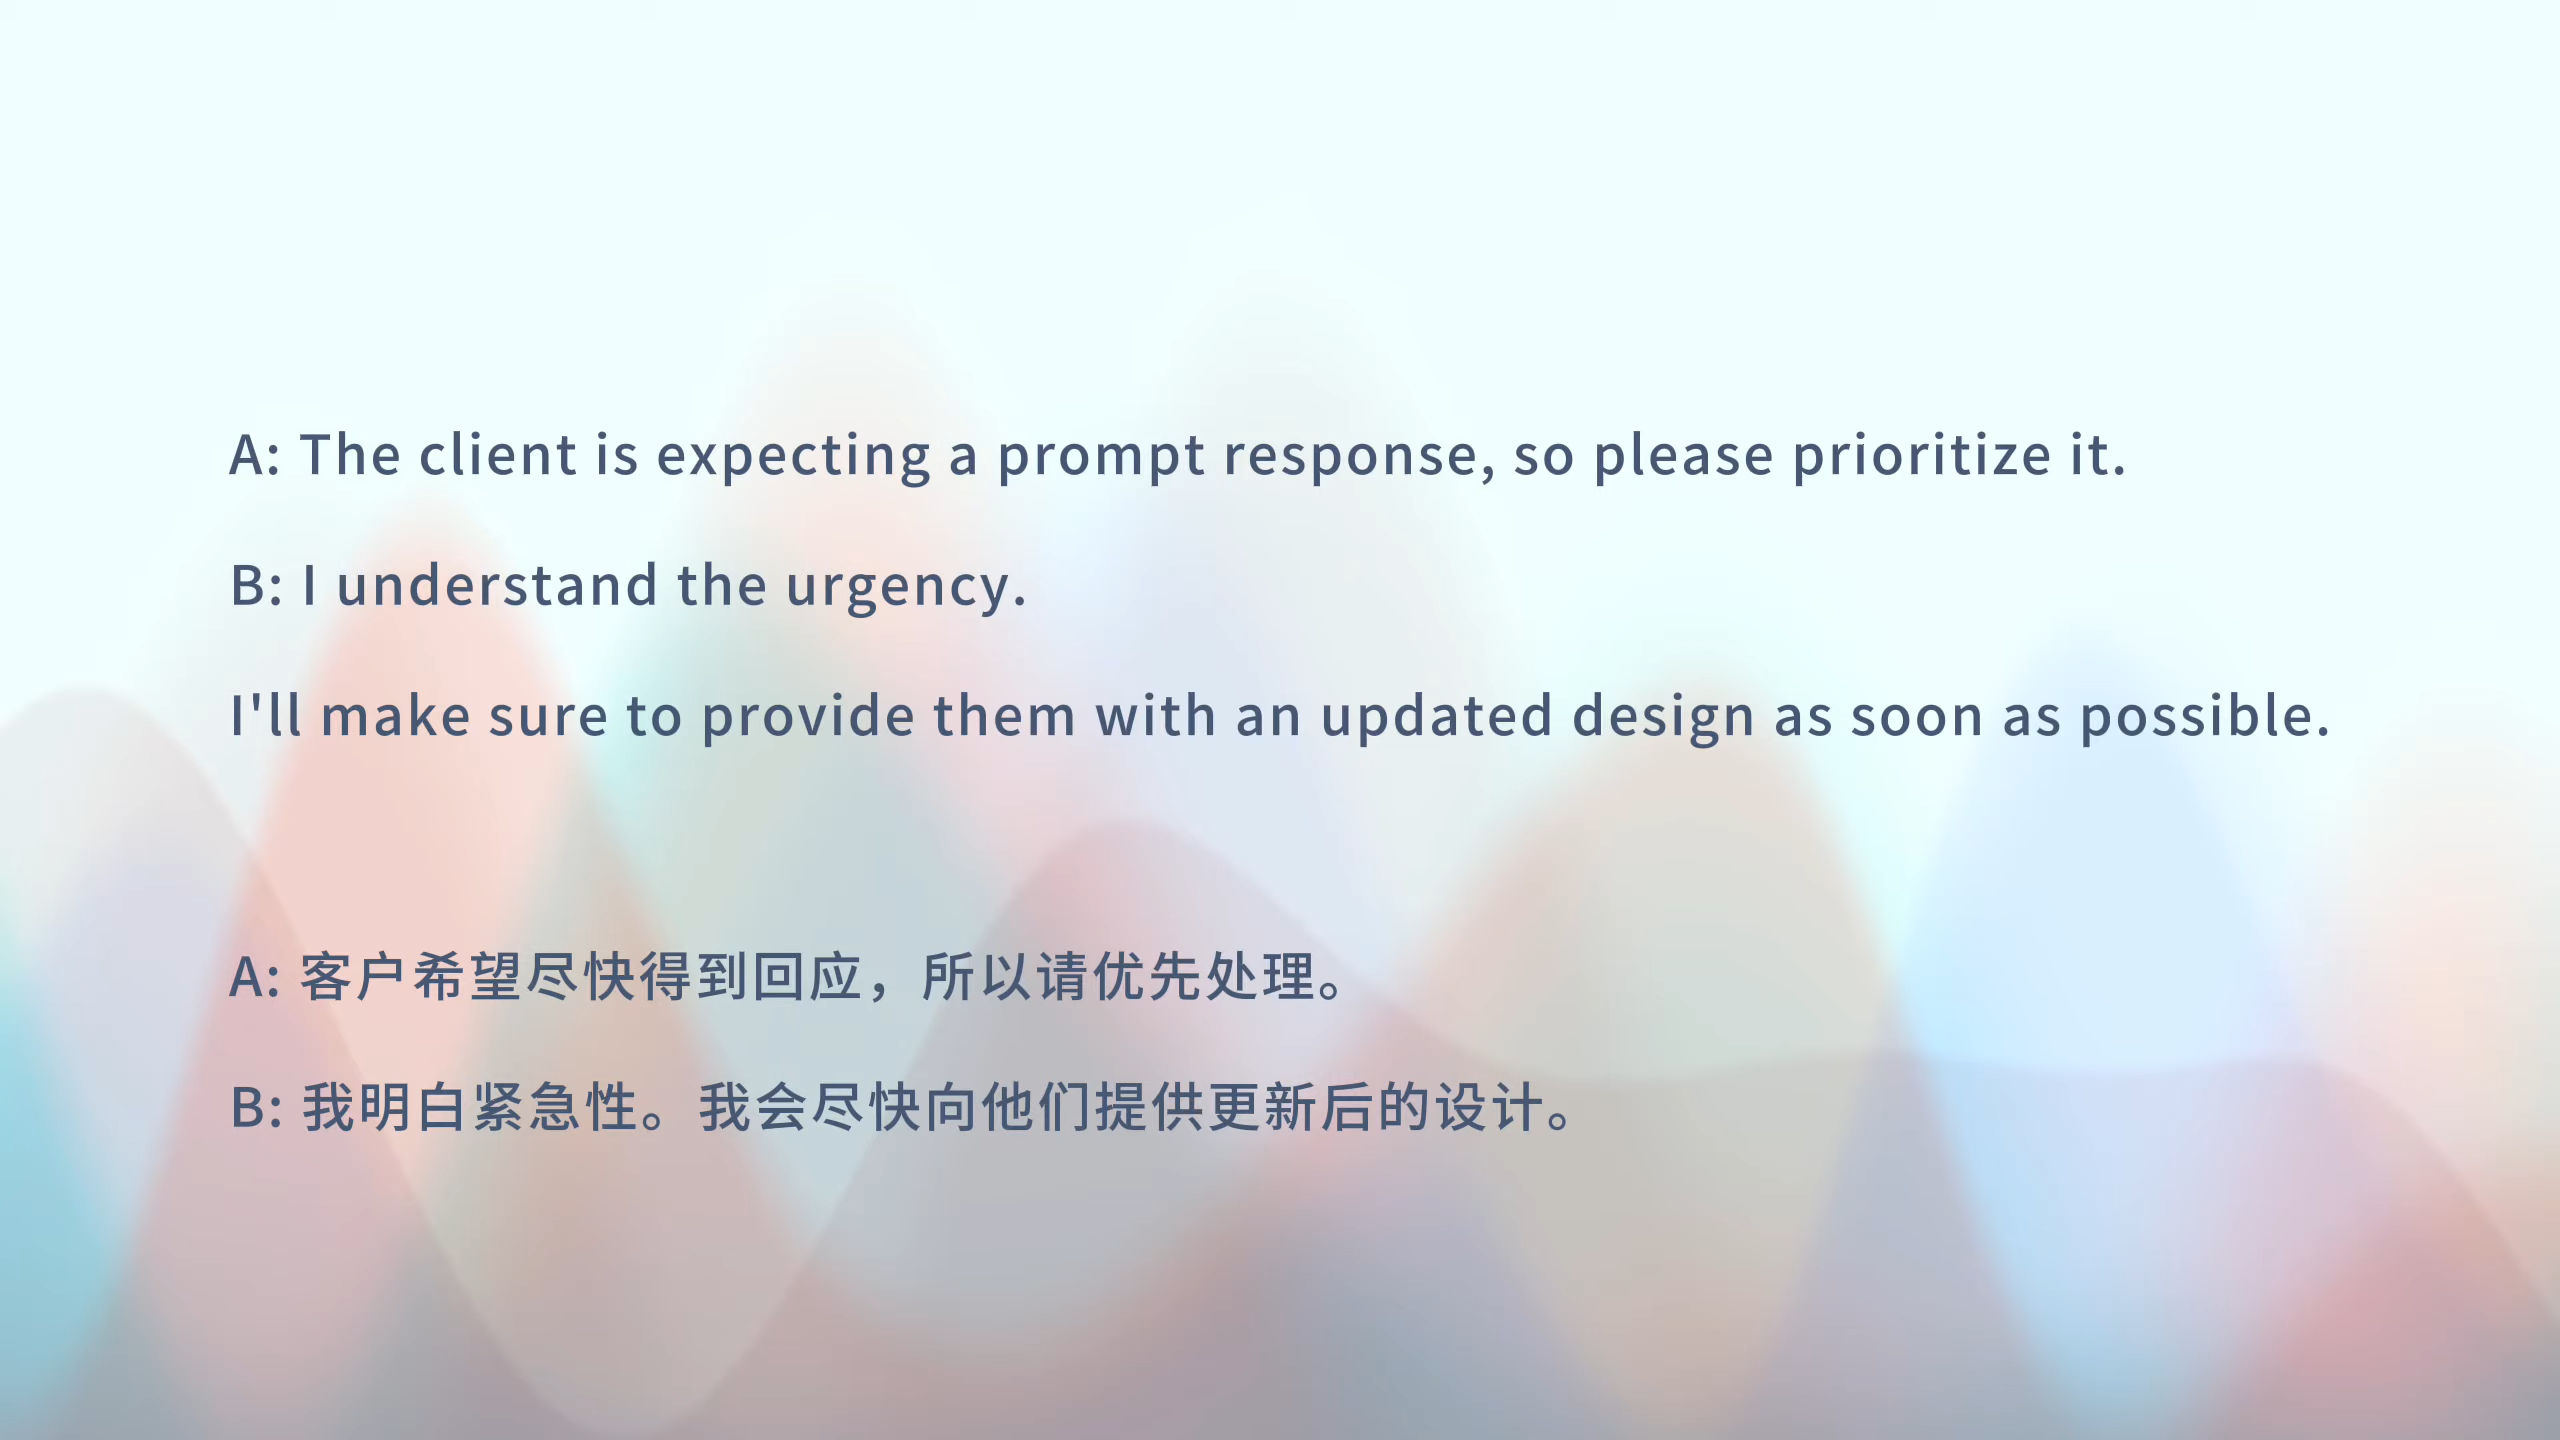 A: The client is expecting a prompt response, so please prioritize it.
B: I understand the urgency.
I'll make sure to provide them with an updated design as soon as possible.
A: 客户希望尽快得到回应，所以请优先处理。
B: 我明白紧急性。我会尽快向他们提供更新后的设计。